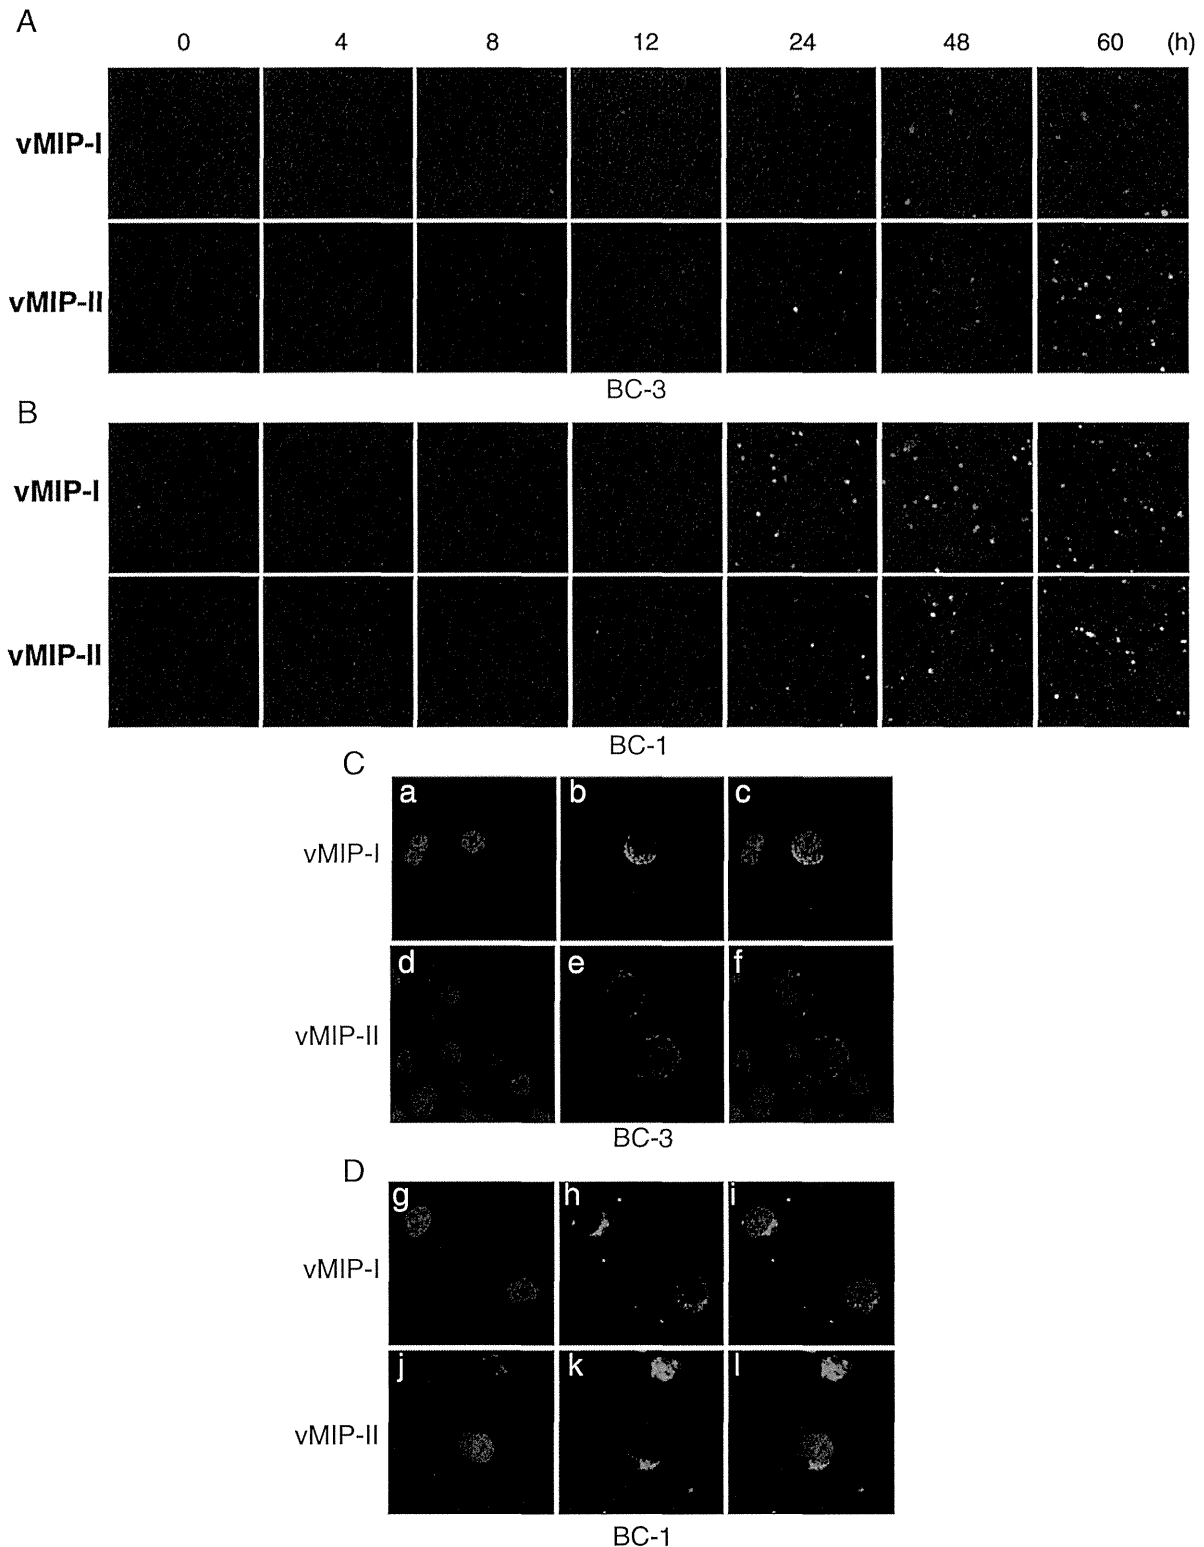 A
0 4 8 12 24 48 60 (h)
vMIP-I
vMIP-II
BC-3
B
vMIP-I
vMIP-II
BC-1
C
a b c
vMIP-I
d e f
vMIP-II
BC-3
D
g h i
vMIP-I
j k l
vMIP-II
BC-1